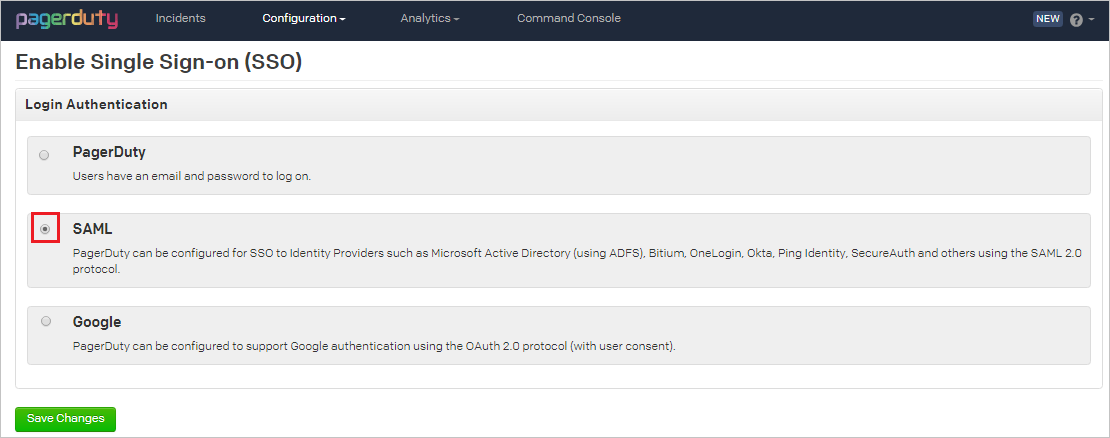 pagerduty Incidents Configuration Analytics Command Console NEW ?
Enable Single Sign-on (SSO)
Login Authentication
PagerDuty
Users have an email and password to log on.
SAML
PagerDuty can be configured for SSO to Identity Providers such as Microsoft Active Directory (using ADFS), Bitium, OneLogin, Okta, Ping Identity, SecureAuth and others using the SAML 2.0
protocol.
Google
PagerDuty can be configured to support Google authentication using the OAuth 2.0 protocol (with user consent).
Save Changes